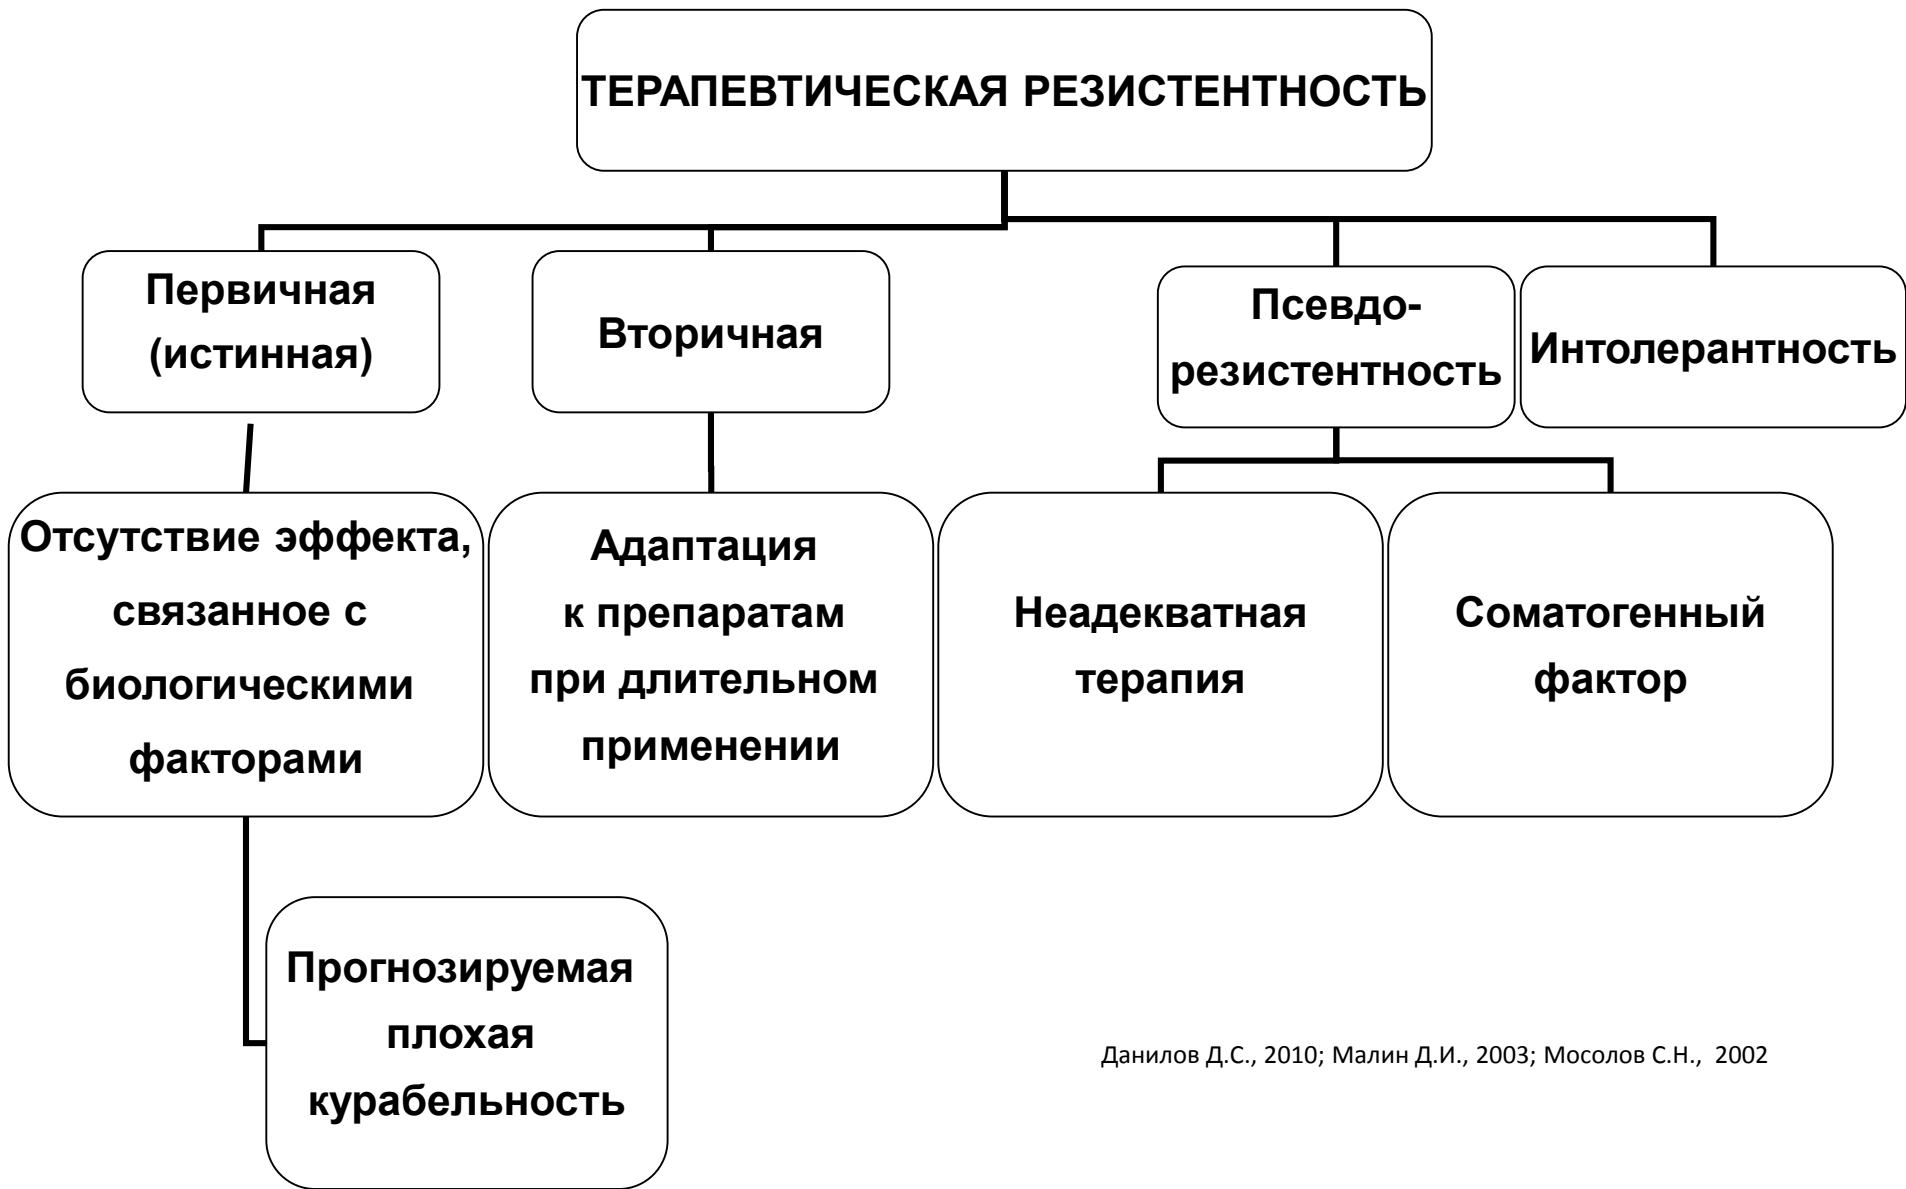 ТЕРАПЕВТИЧЕСКАЯ РЕЗИСТЕНТНОСТЬ
Первичная
(истинная)
Вторичная
Псевдо-
резистентность
Интолерантность
Отсутствие эффекта,
связанное с
биологическими
факторами
Адаптация
к препаратам
при длительном
применении
Неадекватная
терапия
Соматогенный
фактор
Прогнозируемая
плохая
курабельность
Данилов Д.С., 2010; Малин Д.И., 2003; Мосолов С.Н., 2002